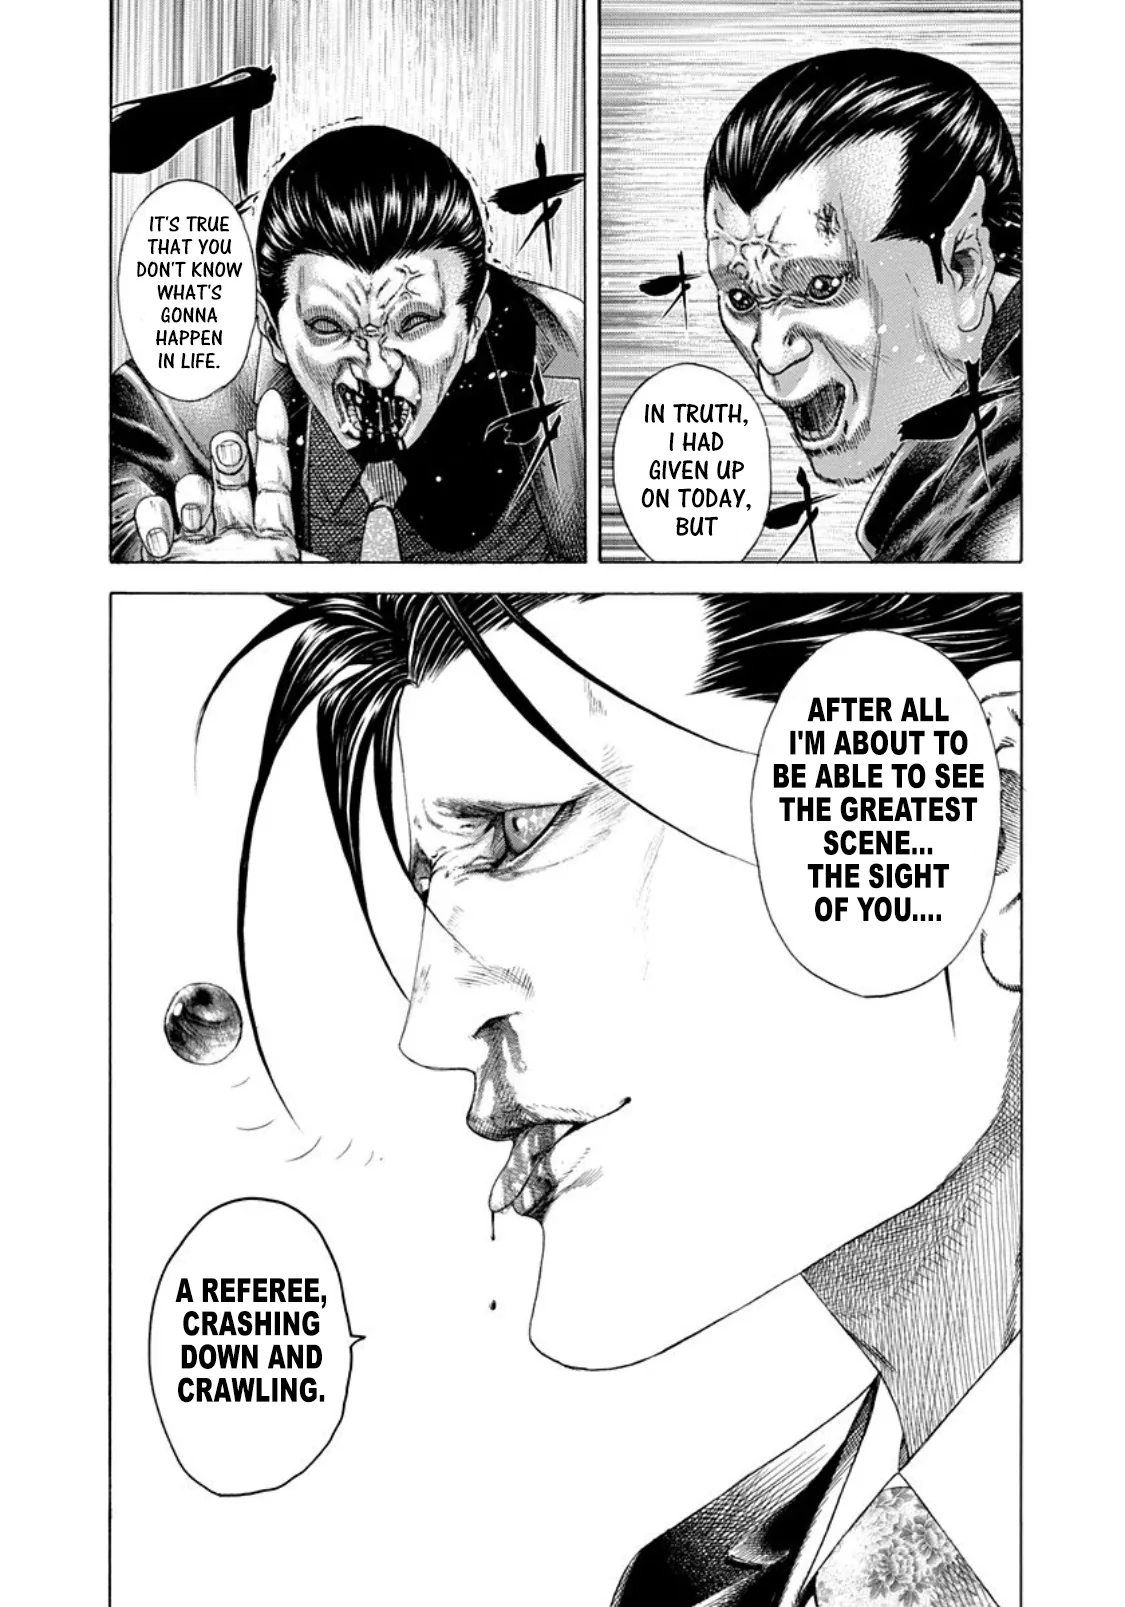 IN TRUTH,
I HAD
GIVEN UP
ON TODAY,
BUT
IT'S TRUE
THAT YOU
DON'T KNOW
WHAT'S
GONNA
HAPPEN
IN LIFE.
AFTER ALL
I'M ABOUT TO
BE ABLE TO SEE
THE GREATEST
SCENE...
THE SIGHT
OF YOU....
A REFEREE,
CRASHING
DOWN AND
CRAWLING.